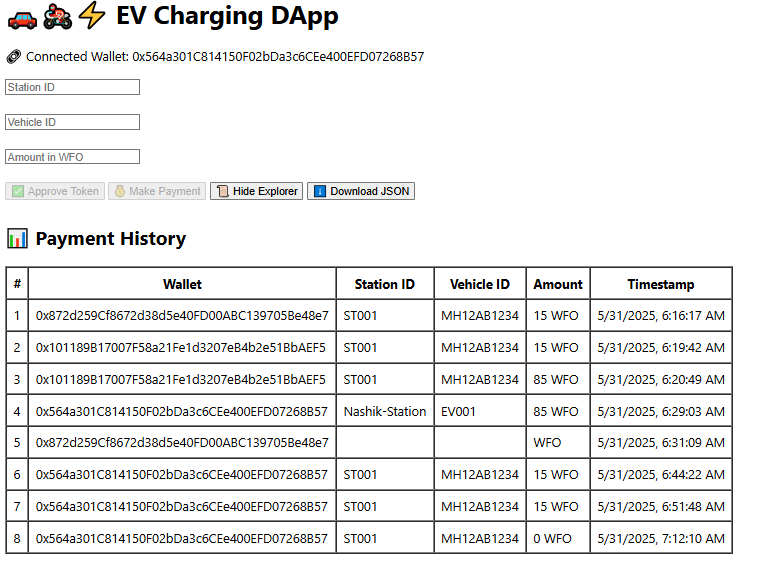 EV Charging DApp
Connected Wallet: 0x564a301C814150F02bDa3c6CEe400EFD07268B57
Station ID
Vehicle ID
Amount in WFO
Approve Token Make Payment Hide Explorer Download JSON
Payment History
# Wallet Station ID Vehicle ID Amount Timestamp
1 0x872d259Cf8672d38d5e40FD00ABC139705Be48e7 ST001 MH12AB1234 15 WFO 5/31/2025, 6:16:17 AM
2 0x101189B17007F58a21Fe1d3207eB4b2e51BbAEF5 ST001 MH12AB1234 15 WFO 5/31/2025, 6:19:42 AM
3 0x101189B17007F58a21Fe1d3207eB4b2e51BbAEF5 ST001 MH12AB1234 85 WFO 5/31/2025, 6:20:49 AM
4 0x564a301C814150F02bDa3c6CEe400EFD07268B57 Nashik-Station EV001 85 WFO 5/31/2025, 6:29:03 AM
5 0x872d259Cf8672d38d5e40FD00ABC139705Be48e7 WFO 5/31/2025, 6:31:09 AM
6 0x564a301C814150F02bDa3c6CEe400EFD07268B57 ST001 MH12AB1234 15 WFO 5/31/2025, 6:44:22 AM
7 0x564a301C814150F02bDa3c6CEe400EFD07268B57 ST001 MH12AB1234 15 WFO 5/31/2025, 6:51:48 AM
8 0x564a301C814150F02bDa3c6CEe400EFD07268B57 ST001 MH12AB1234 0 WFO 5/31/2025, 7:12:10 AM